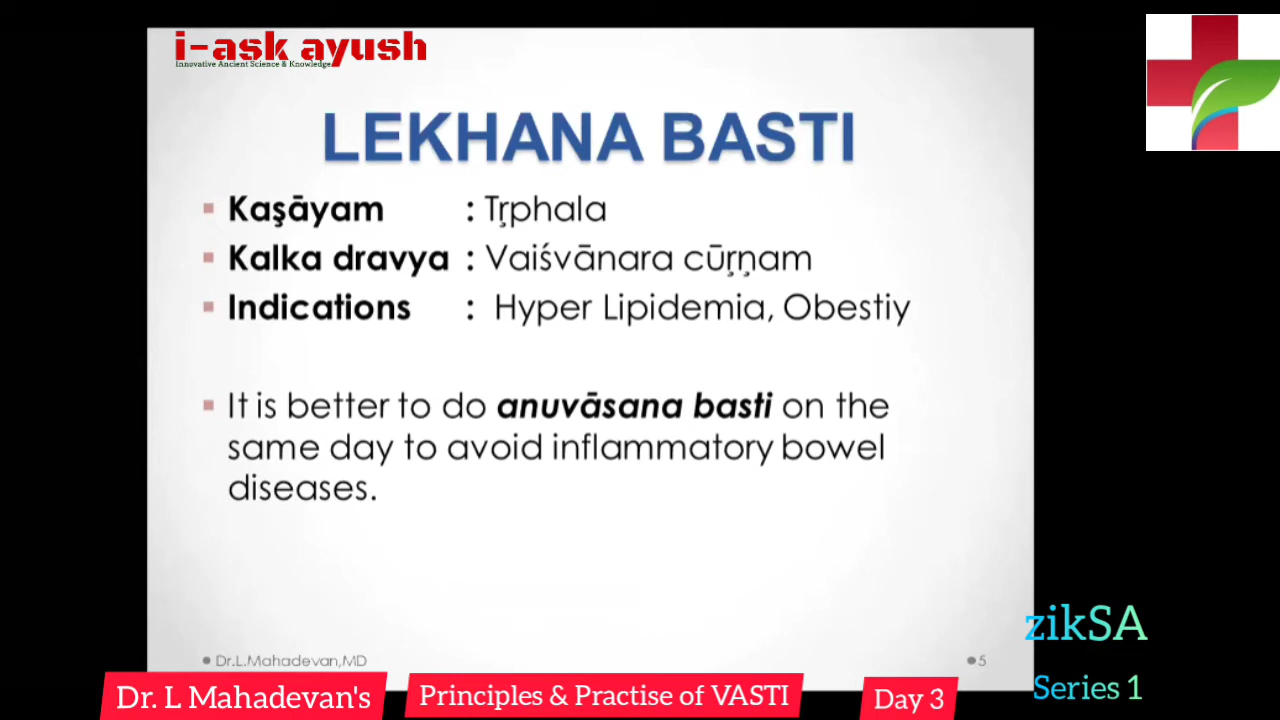 i-ask ayush
Innovative Ancient Science & Knowledge
LEKHANA BASTI
Kaşāyam : Tṛphala
Kalka dravya : Vaiśvānara cūŗņam
Indications : Hyper Lipidemia, Obestiy
It is better to do anuvāsana basti on the
same day to avoid inflammatory bowel
diseases.
Dr.L.Mahadevan,MD
5
zikSA
Series 1
Dr. L Mahadevan's
Principles & Practise of VASTI
Day 3